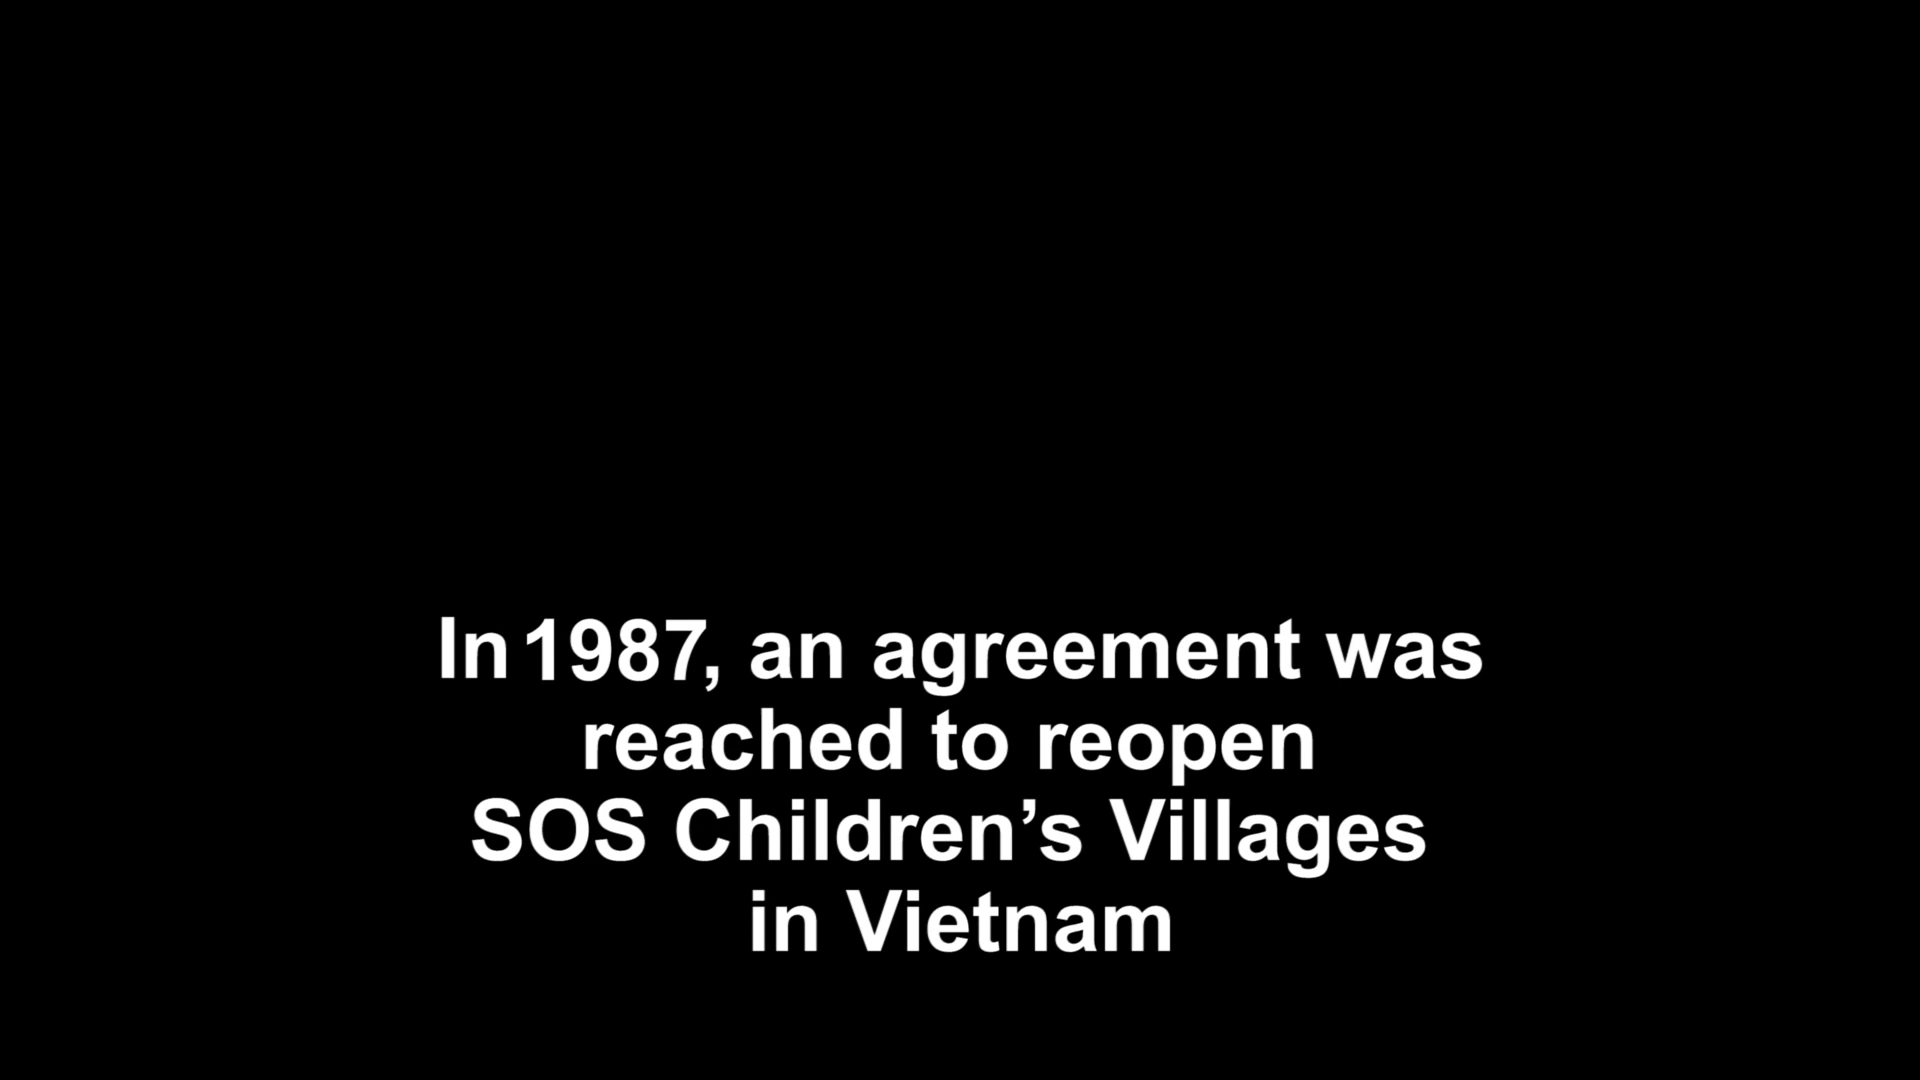 In 1987, an agreement was
reached to reopen
SOS Children’s Villages
in Vietnam